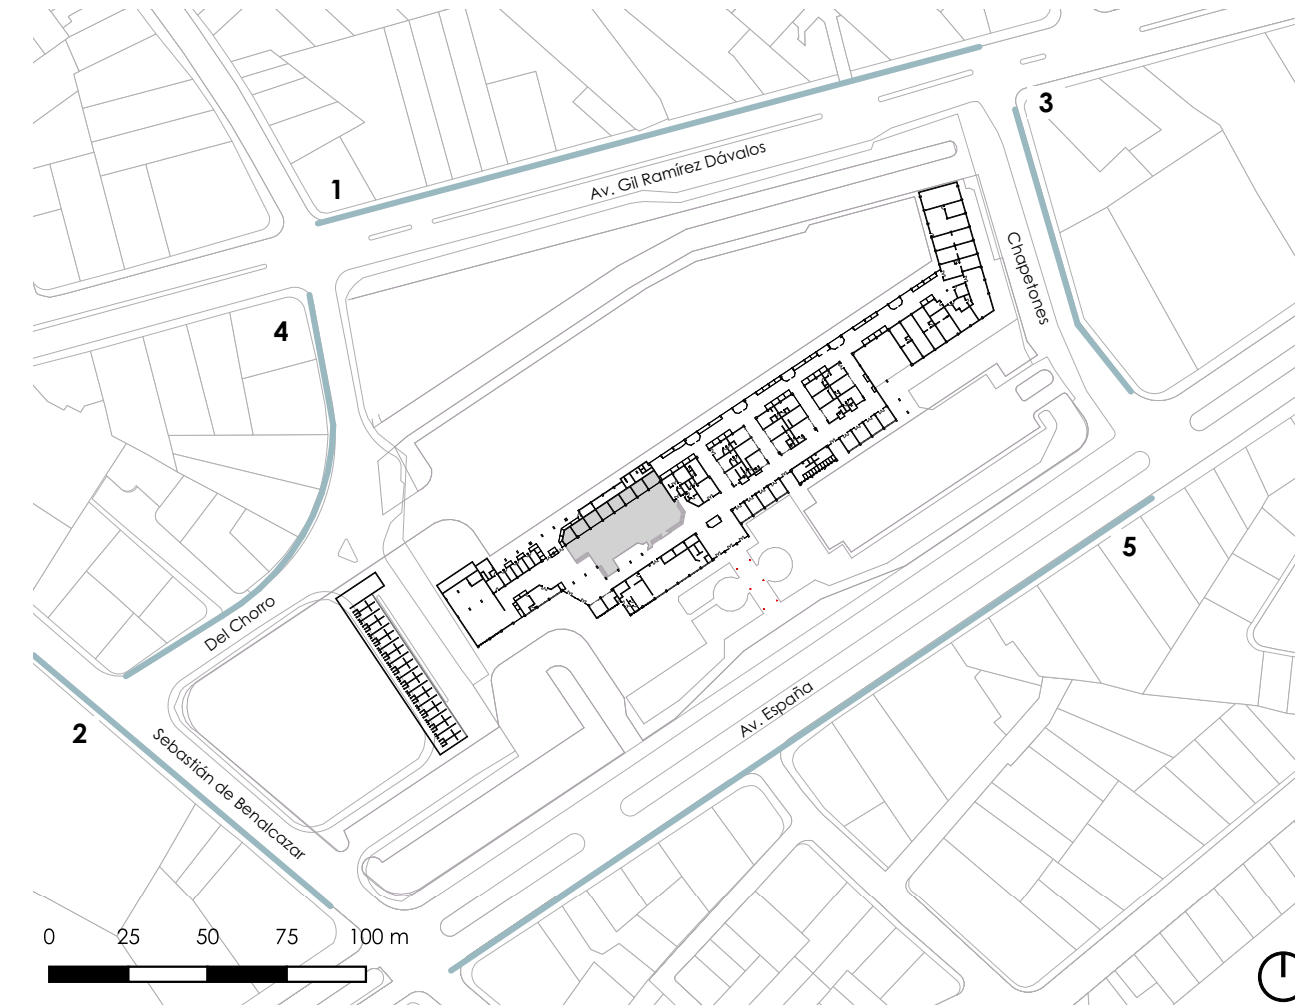 3
Av. Gil Ramírez Dávalos
1
Chapetones
4
5
Del Chorro
Av. España
2
Sebastián de Benalcazar
0 25 50 75 100 m